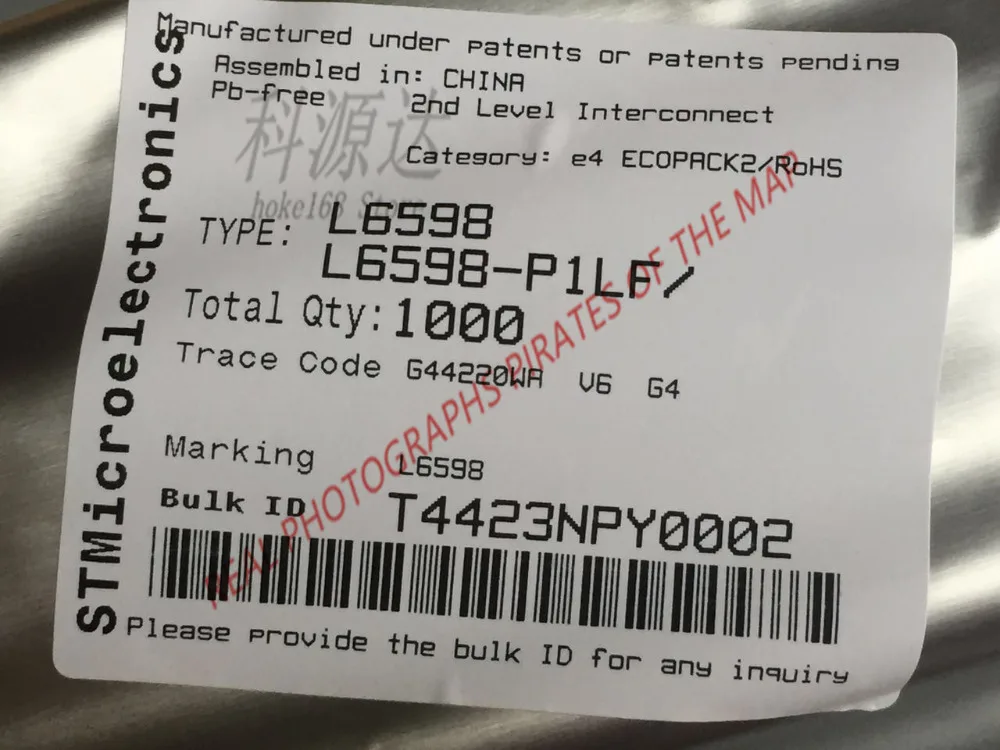 STMicroelectronics
Manufactured under patents or patents pending
Assembled in: CHINA
Pb-free 2nd Level Interconnect
Category: e4 ECOPACK2/RoHS
科源达
hoke168 Store
TYPE: L6598
L6598-P1LF/
Total Qty: 1000
Trace Code G44220WA V6 G4
Marking L6598
Bulk ID T4423NPY0002
Please provide the bulk ID for any inquiry
REAL PHOTOGRAPHS PIRATES OF THE MAP